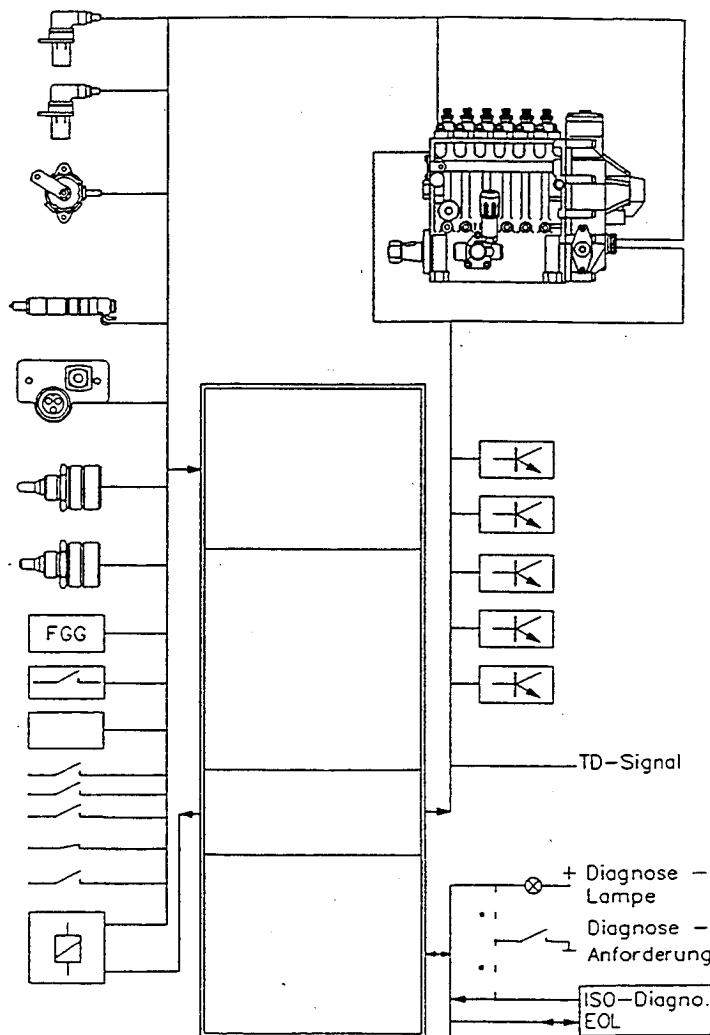 FGG
TD-Signal
+ Diagnose -
Lampe
Diagnose -
Anforderung
ISO-Diagno.
EOL